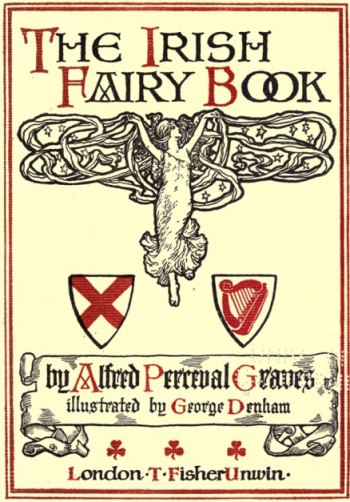 The Irish
Fairy Book
by Alfred Perceval Graves
illustrated by George Denham
London · T · Fisher Unwin ·